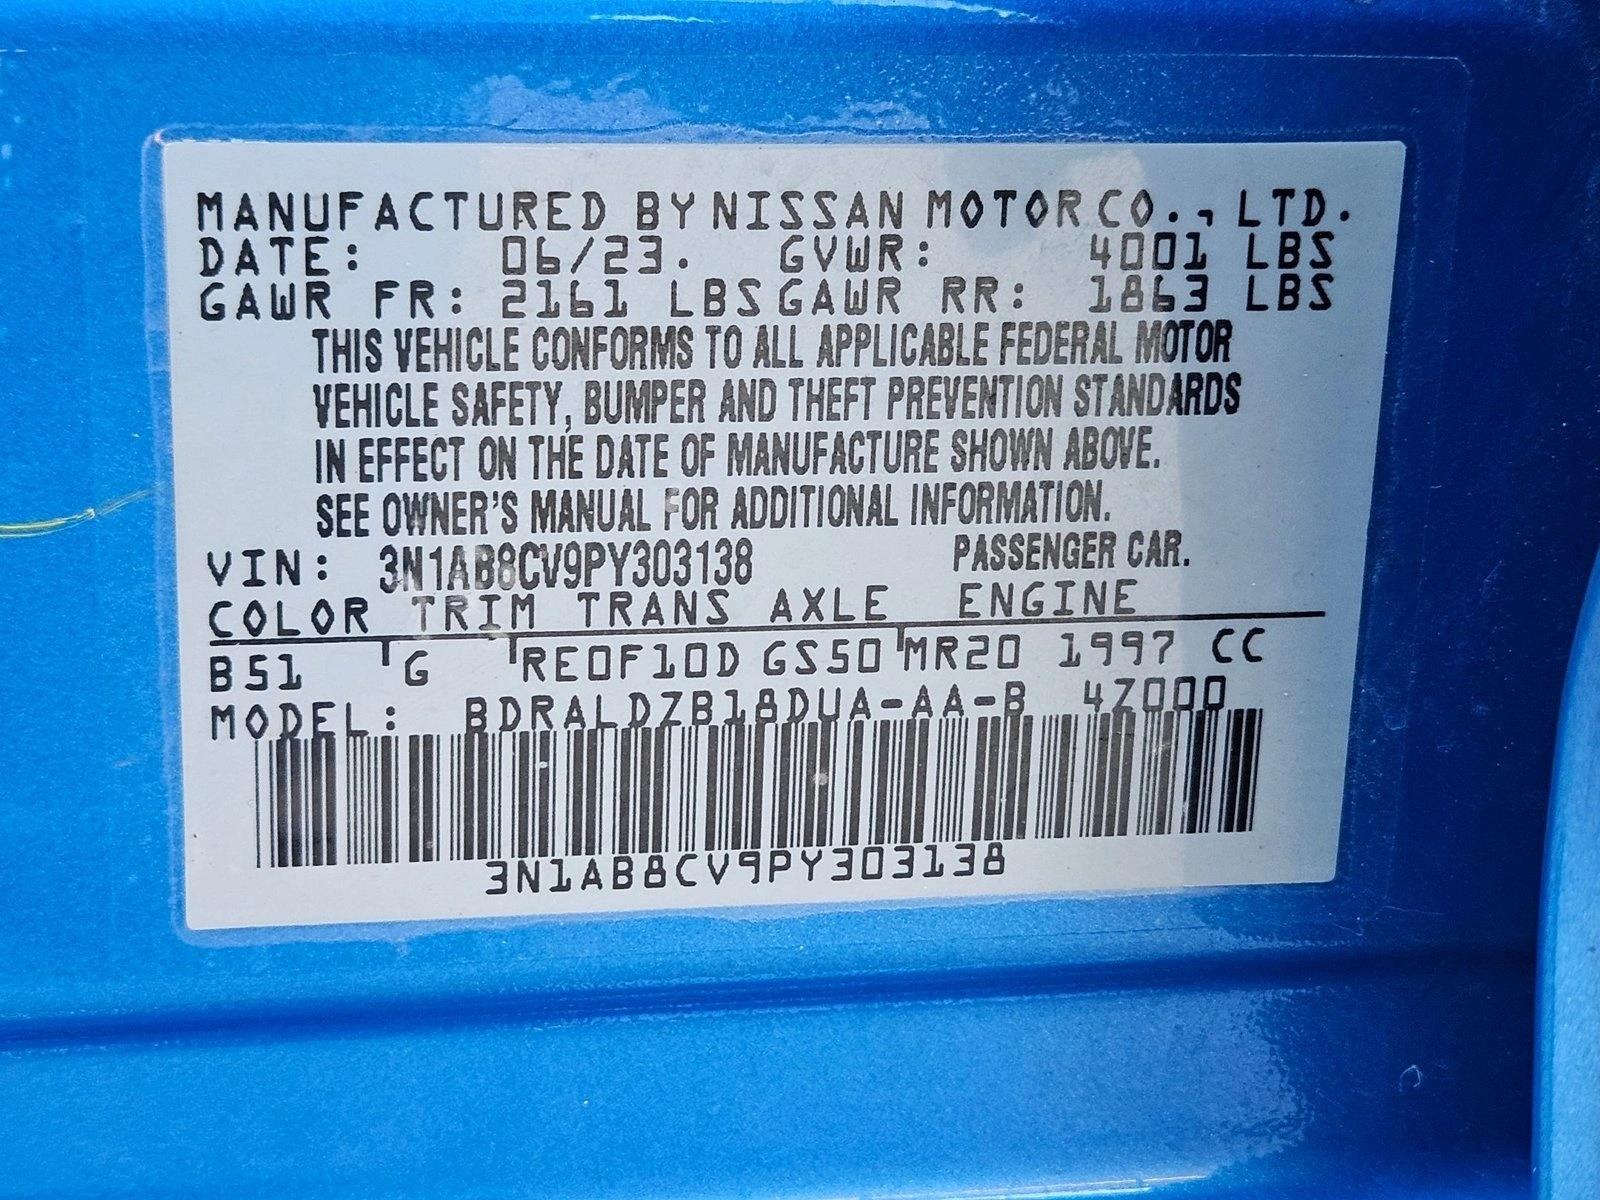 MANUFACTURED BY NISSAN MOTOR CO., LTD.
DATE: 06/23. GVWR: 4001 LBS
GAWR FR: 2161 LBS GAWR RR: 1863 LBS
THIS VEHICLE CONFORMS TO ALL APPLICABLE FEDERAL MOTOR
VEHICLE SAFETY, BUMPER AND THEFT PREVENTION STANDARDS
IN EFFECT ON THE DATE OF MANUFACTURE SHOWN ABOVE.
SEE OWNER'S MANUAL FOR ADDITIONAL INFORMATION.
VIN: 3N1AB8CV9PY303138 PASSENGER CAR.
COLOR TRIM TRANS AXLE ENGINE
B51 G RE0F10D GS50 MR20 1997 CC
MODEL: BDRALDZB18DUA-AA-B 4Z000
3N1AB8CV9PY303138